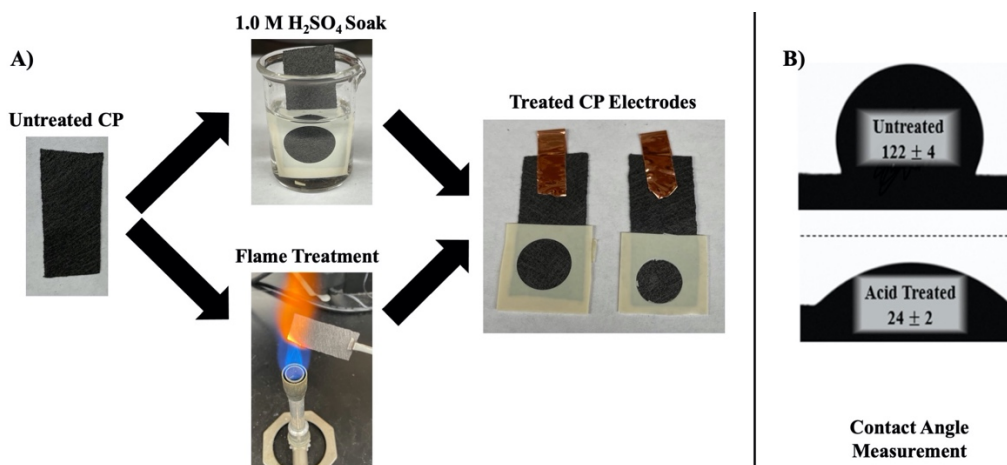 A)
Untreated CP
1.0 M H₂SO₄ Soak
Flame Treatment
Treated CP Electrodes
B)
Untreated
122 ± 4
Acid Treated
24 ± 2
Contact Angle
Measurement